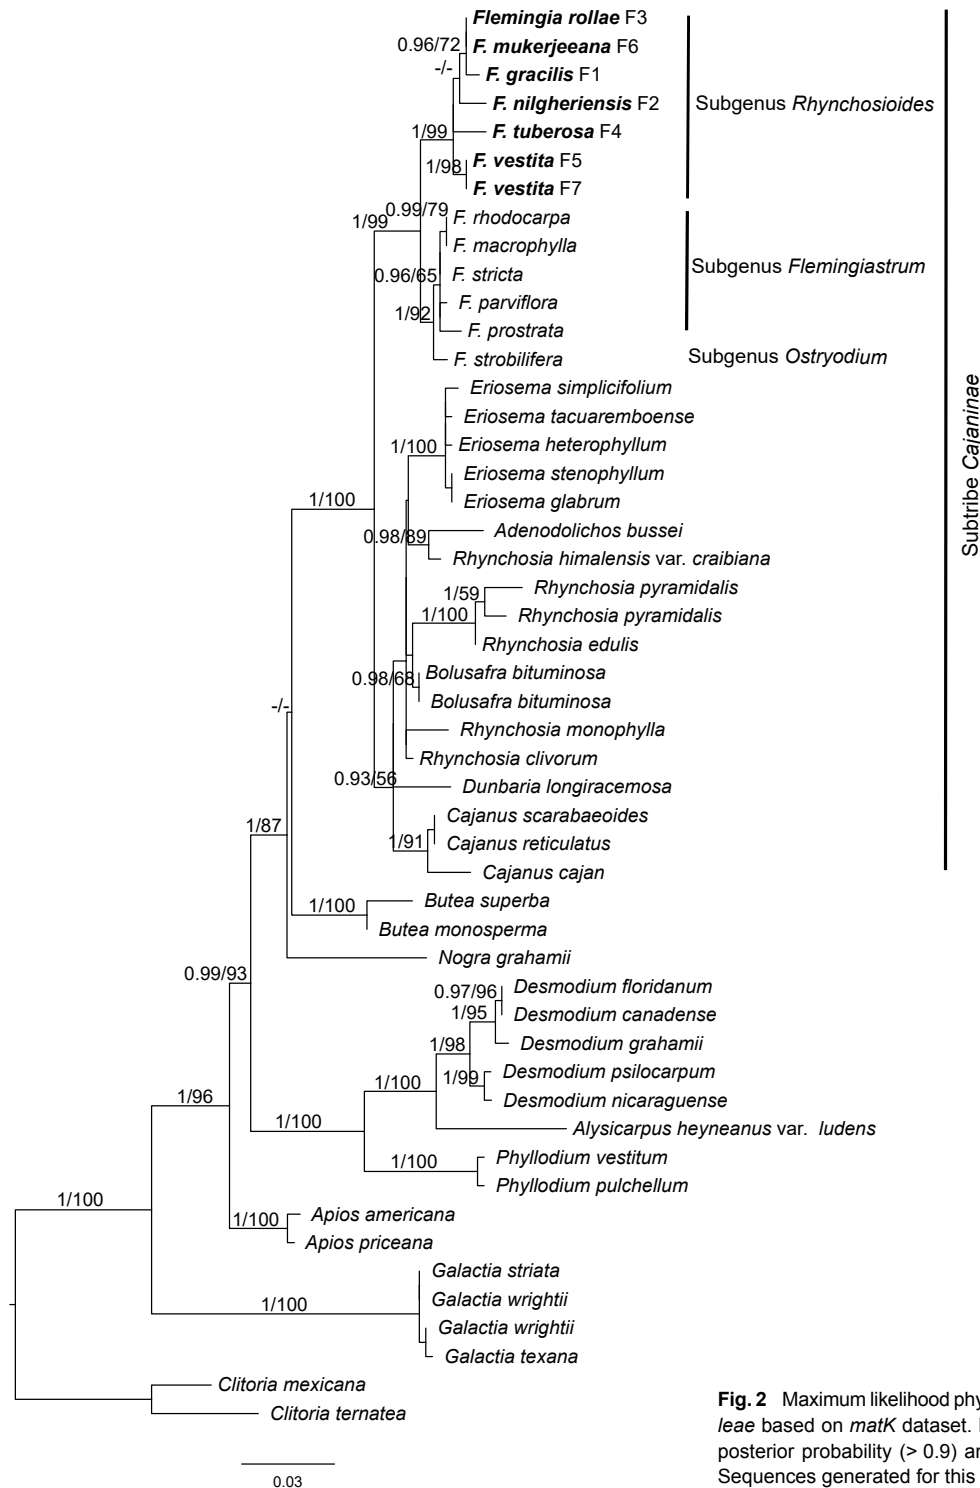 Flemingia rollae F3
0.96/72
F. mukerjeeana F6
-/-
F. gracilis F1
F. nilgheriensis F2
Subgenus Rhynchosioides
1/99
F. tuberosa F4
F. vestita F5
1/98
F. vestita F7
0.99/79
F. rhodocarpa
1/99
F. macrophylla
Subgenus Flemingiastrum
0.96/65
F. stricta
F. parviflora
1/92
F. prostrata
F. strobilifera
Subgenus Ostryodium
Subtribe Cajaninae
Eriosema simplicifolium
Eriosema tacuaremboense
1/100
Eriosema heterophyllum
Eriosema stenophyllum
Eriosema glabrum
1/100
Adenodolichos bussei
0.98/89
Rhynchosia himalensis var. craibiana
Rhynchosia pyramidalis
1/59
1/100
Rhynchosia pyramidalis
Rhynchosia edulis
Bolusafra bituminosa
0.98/68
Bolusafra bituminosa
-/-
Rhynchosia monophylla
Rhynchosia clivorum
0.93/56
Dunbaria longiracemosa
Cajanus scarabaeoides
1/87
1/91
Cajanus reticulatus
Cajanus cajan
1/100
Butea superba
Butea monosperma
Nogra grahamii
0.99/93
Desmodium floridanum
0.97/96
1/95
Desmodium canadense
Desmodium grahamii
1/98
Desmodium psilocarpum
1/99
1/100
Desmodium nicaraguense
1/96
1/100
Alysicarpus heyneanus var. ludens
Phyllodium vestitum
1/100
Phyllodium pulchellum
1/100
Apios americana
1/100
Apios priceana
Galactia striata
1/100
Galactia wrightii
Galactia wrightii
Galactia texana
Clitoria mexicana
Clitoria ternatea
0.03
Fig. 2 Maximum likelihood phy
leae based on matK dataset.
posterior probability (> 0.9) an
Sequences generated for this